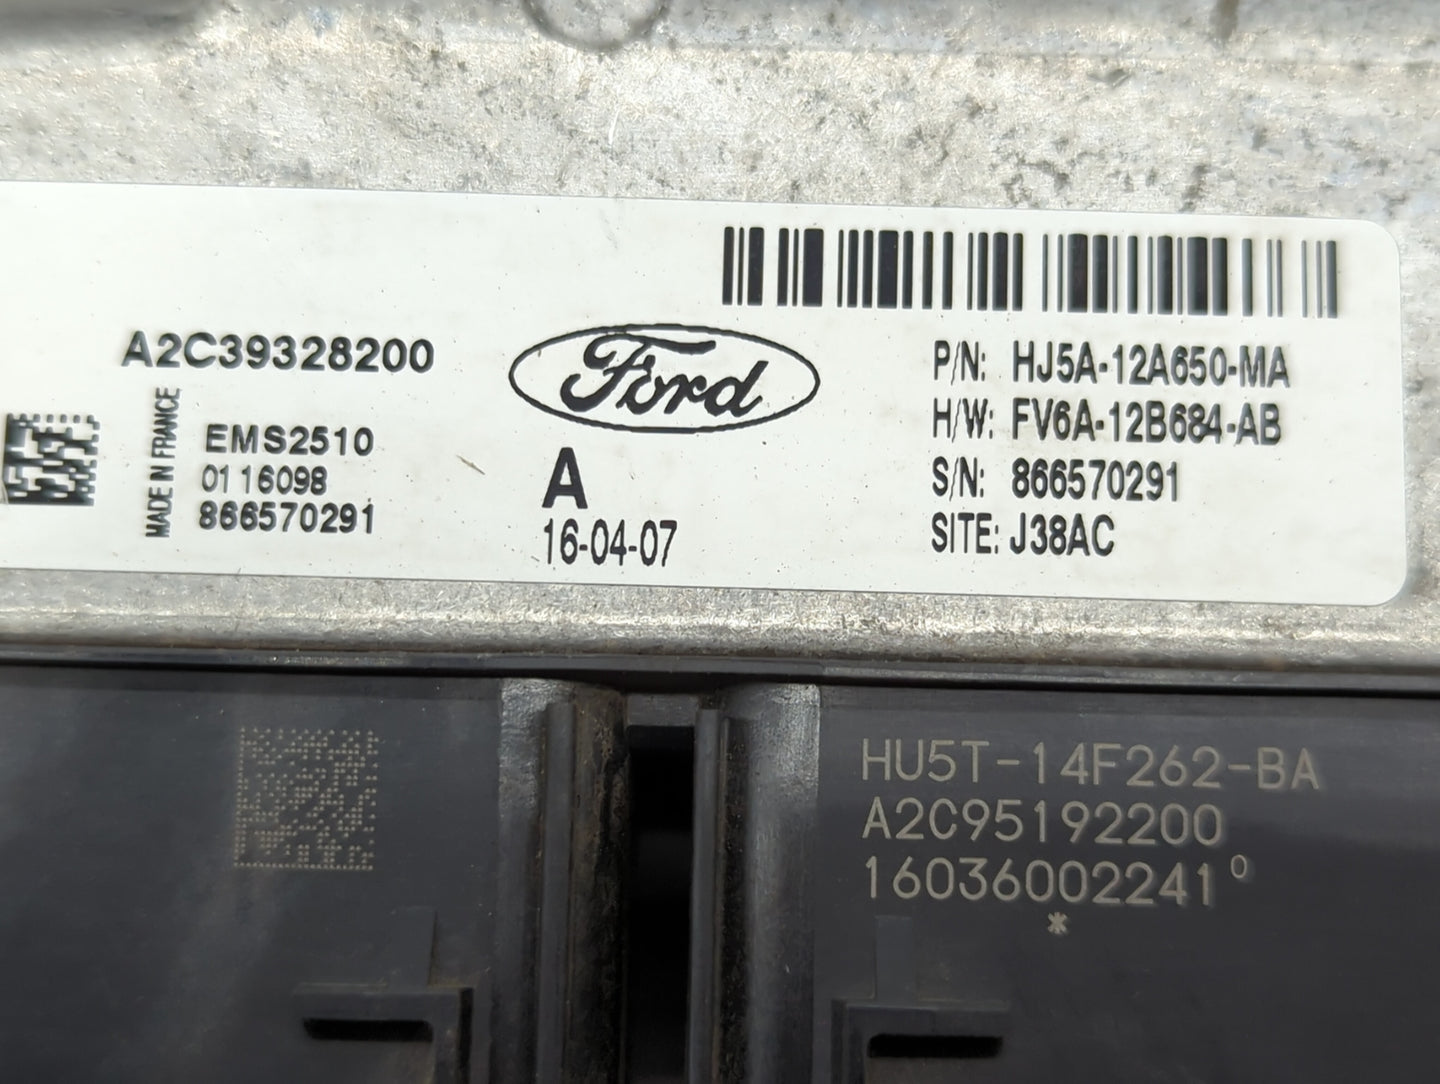 A2C39328200
MADE IN FRANCE
EMS2510
01 16098
866570291
Ford
A
16-04-07
P/N: HJ5A-12A650-MA
H/W: FV6A-12B684-AB
S/N: 866570291
SITE: J38AC
HU5T-14F262-BA
A2C95192200
16036002241⁰
*